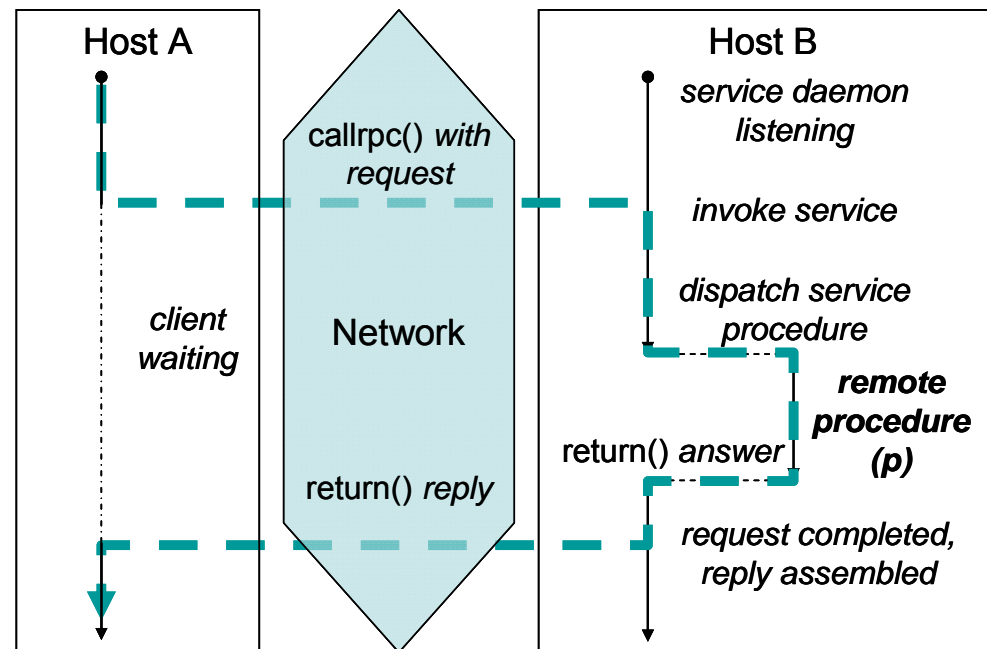 Host A
Host B
service daemon
listening
callrpc() with
request
invoke service
dispatch service
procedure
client
waiting
Network
remote
procedure
(p)
return() answer
return() reply
request completed,
reply assembled